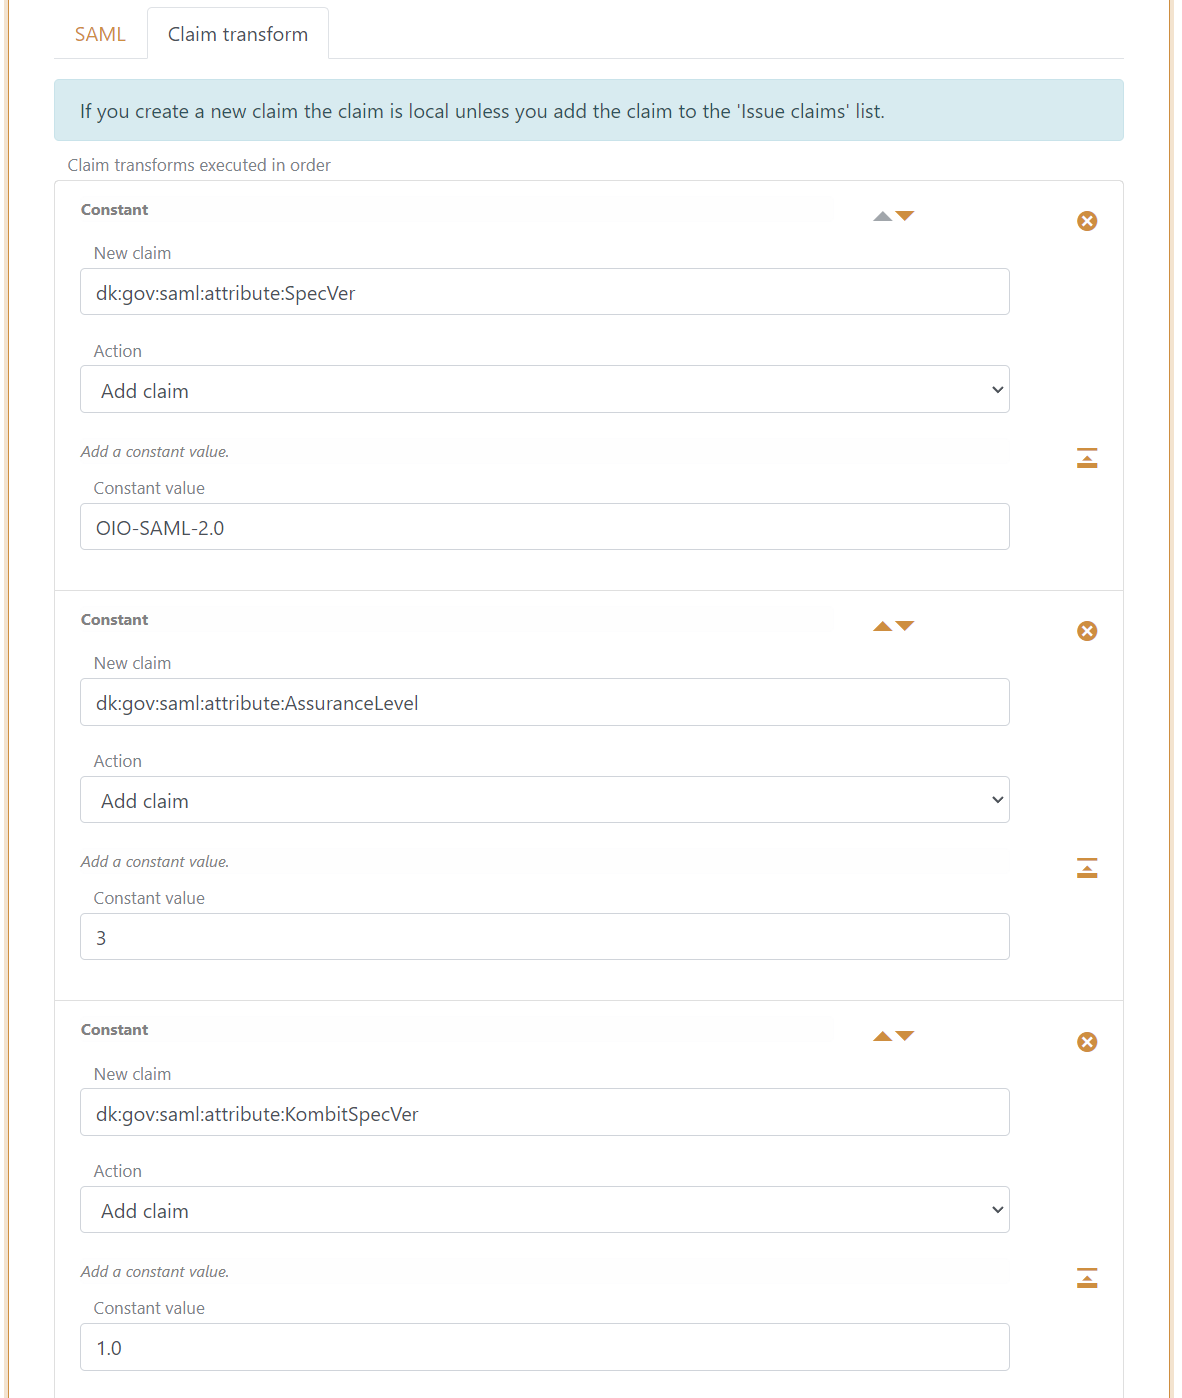 SAML
Claim transform
If you create a new claim the claim is local unless you add the claim to the 'Issue claims' list.
Claim transforms executed in order
Constant
New claim
dk:gov:saml:attribute:SpecVer
Action
Add claim
Add a constant value.
Constant value
OIO-SAML-2.0
Constant
New claim
dk:gov:saml:attribute:AssuranceLevel
Action
Add claim
Add a constant value.
Constant value
3
Constant
New claim
dk:gov:saml:attribute:KombitSpecVer
Action
Add claim
Add a constant value.
Constant value
1.0